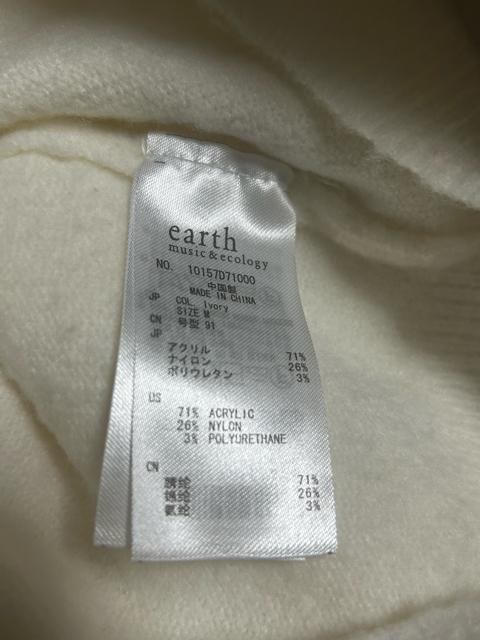 earth
music&ecology
NO. 10157D71000
中国製
MADE IN CHINA
JP COL. Ivory
SIZE M
CN 号型 91
JP
アクリル 71%
ナイロン 26%
ポリウレタン 3%
US
71% ACRYLIC
26% NYLON
3% POLYURETHANE
CN
腈纶 71%
锦纶 26%
氨纶 3%